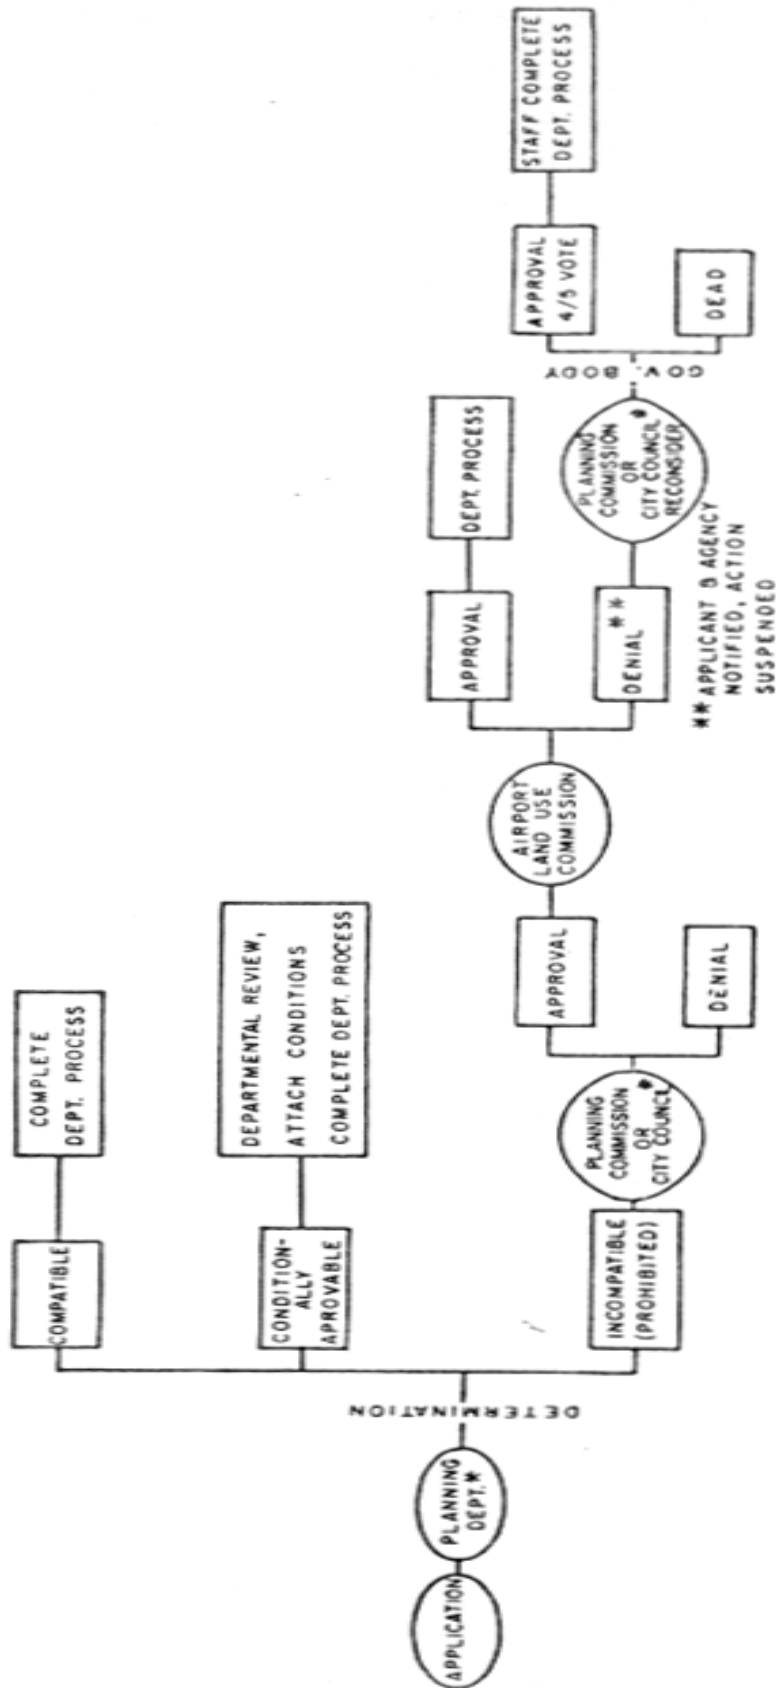 APPLICATION
PLANNING
DEPT.*
DETERMINATION
COMPATIBLE
COMPLETE
DEPT. PROCESS
CONDITION-
ALLY
APROVABLE
DEPARTMENTAL REVIEW,
ATTACH CONDITIONS
COMPLETE DEPT. PROCESS
INCOMPATIBLE
(PROHIBITED)
PLANNING
COMMISSION
OR
CITY COUNCIL*
APPROVAL
DENIAL
AIRPORT
LAND USE
COMMISSION
APPROVAL
DEPT. PROCESS
DENIAL **
**APPLICANT & AGENCY
NOTIFIED, ACTION
SUSPENDED
PLANNING
COMMISSION
OR
CITY COUNCIL*
RECONSIDER
GOV. BODY
APPROVAL
4/5 VOTE
STAFF COMPLETE
DEPT. PROCESS
DEAD